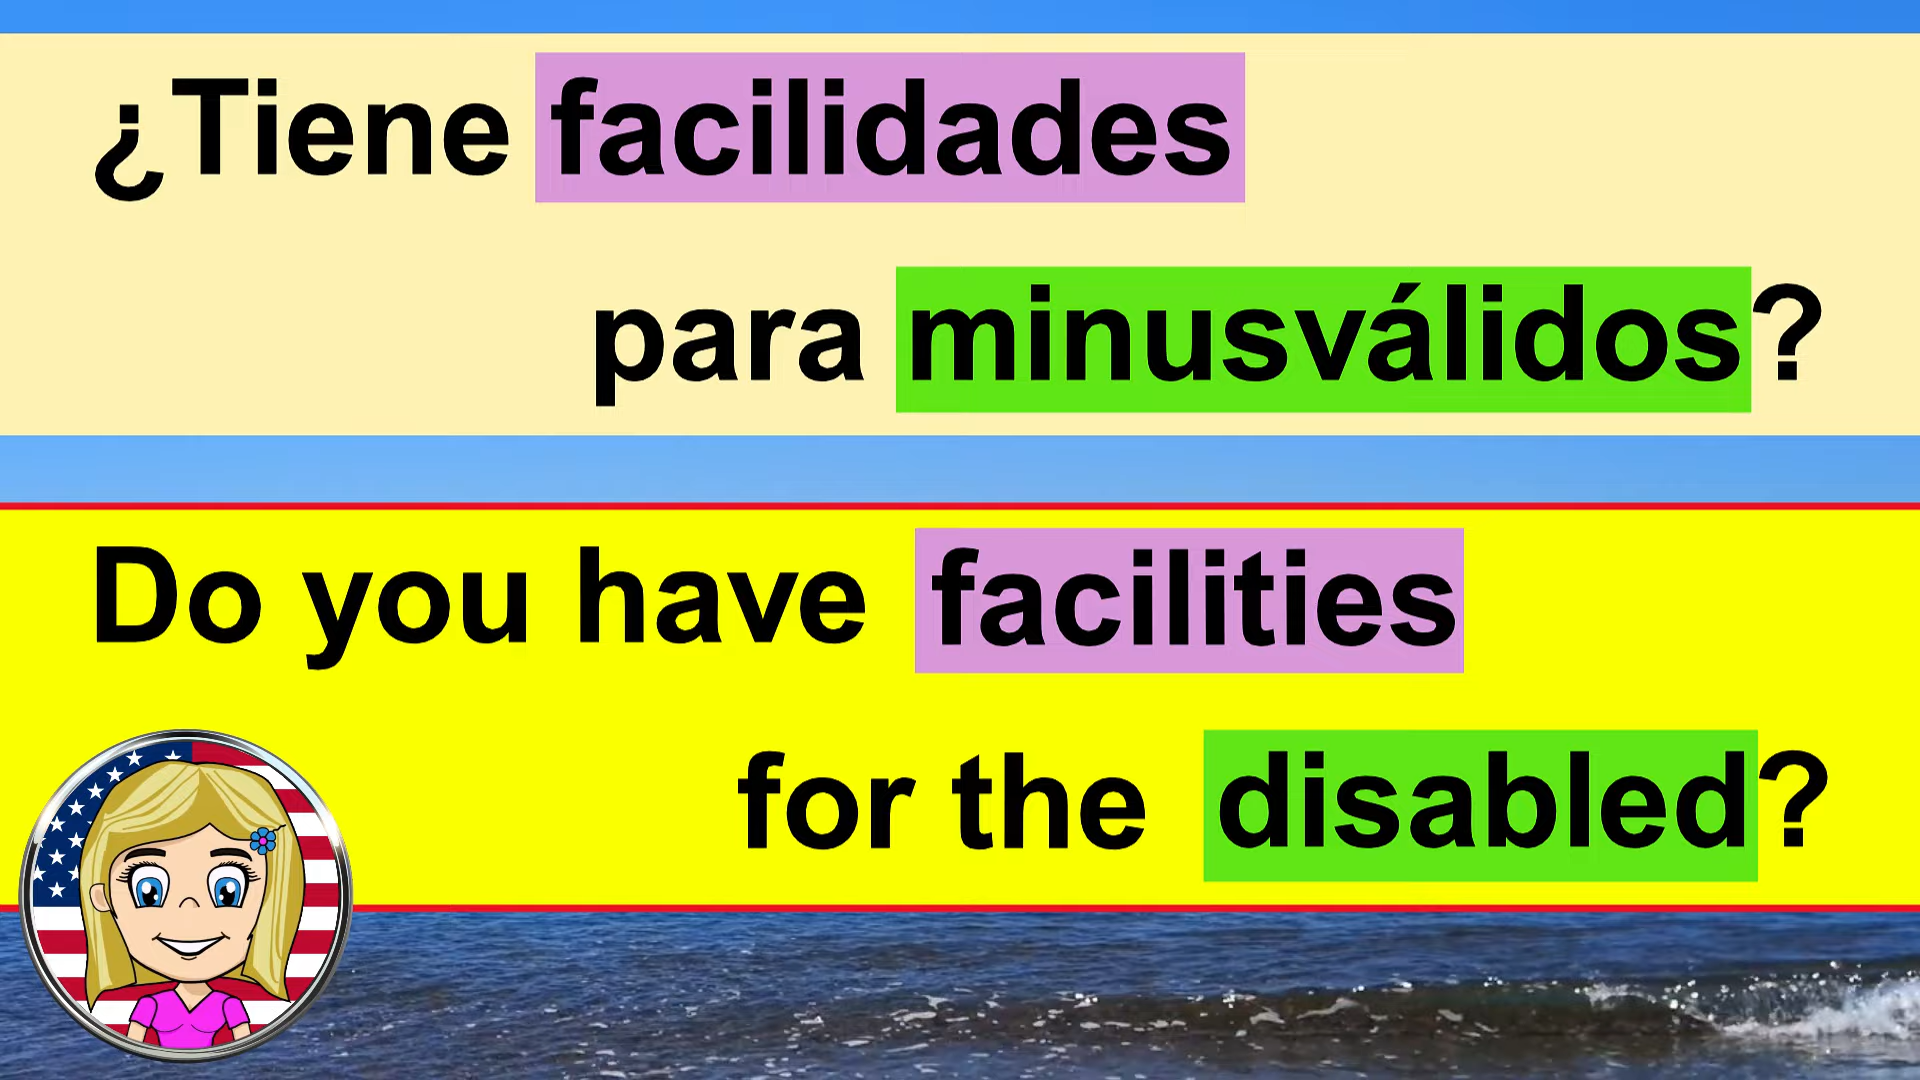 ¿Tiene facilidades
para minusválidos?
Do you have facilities
for the disabled?